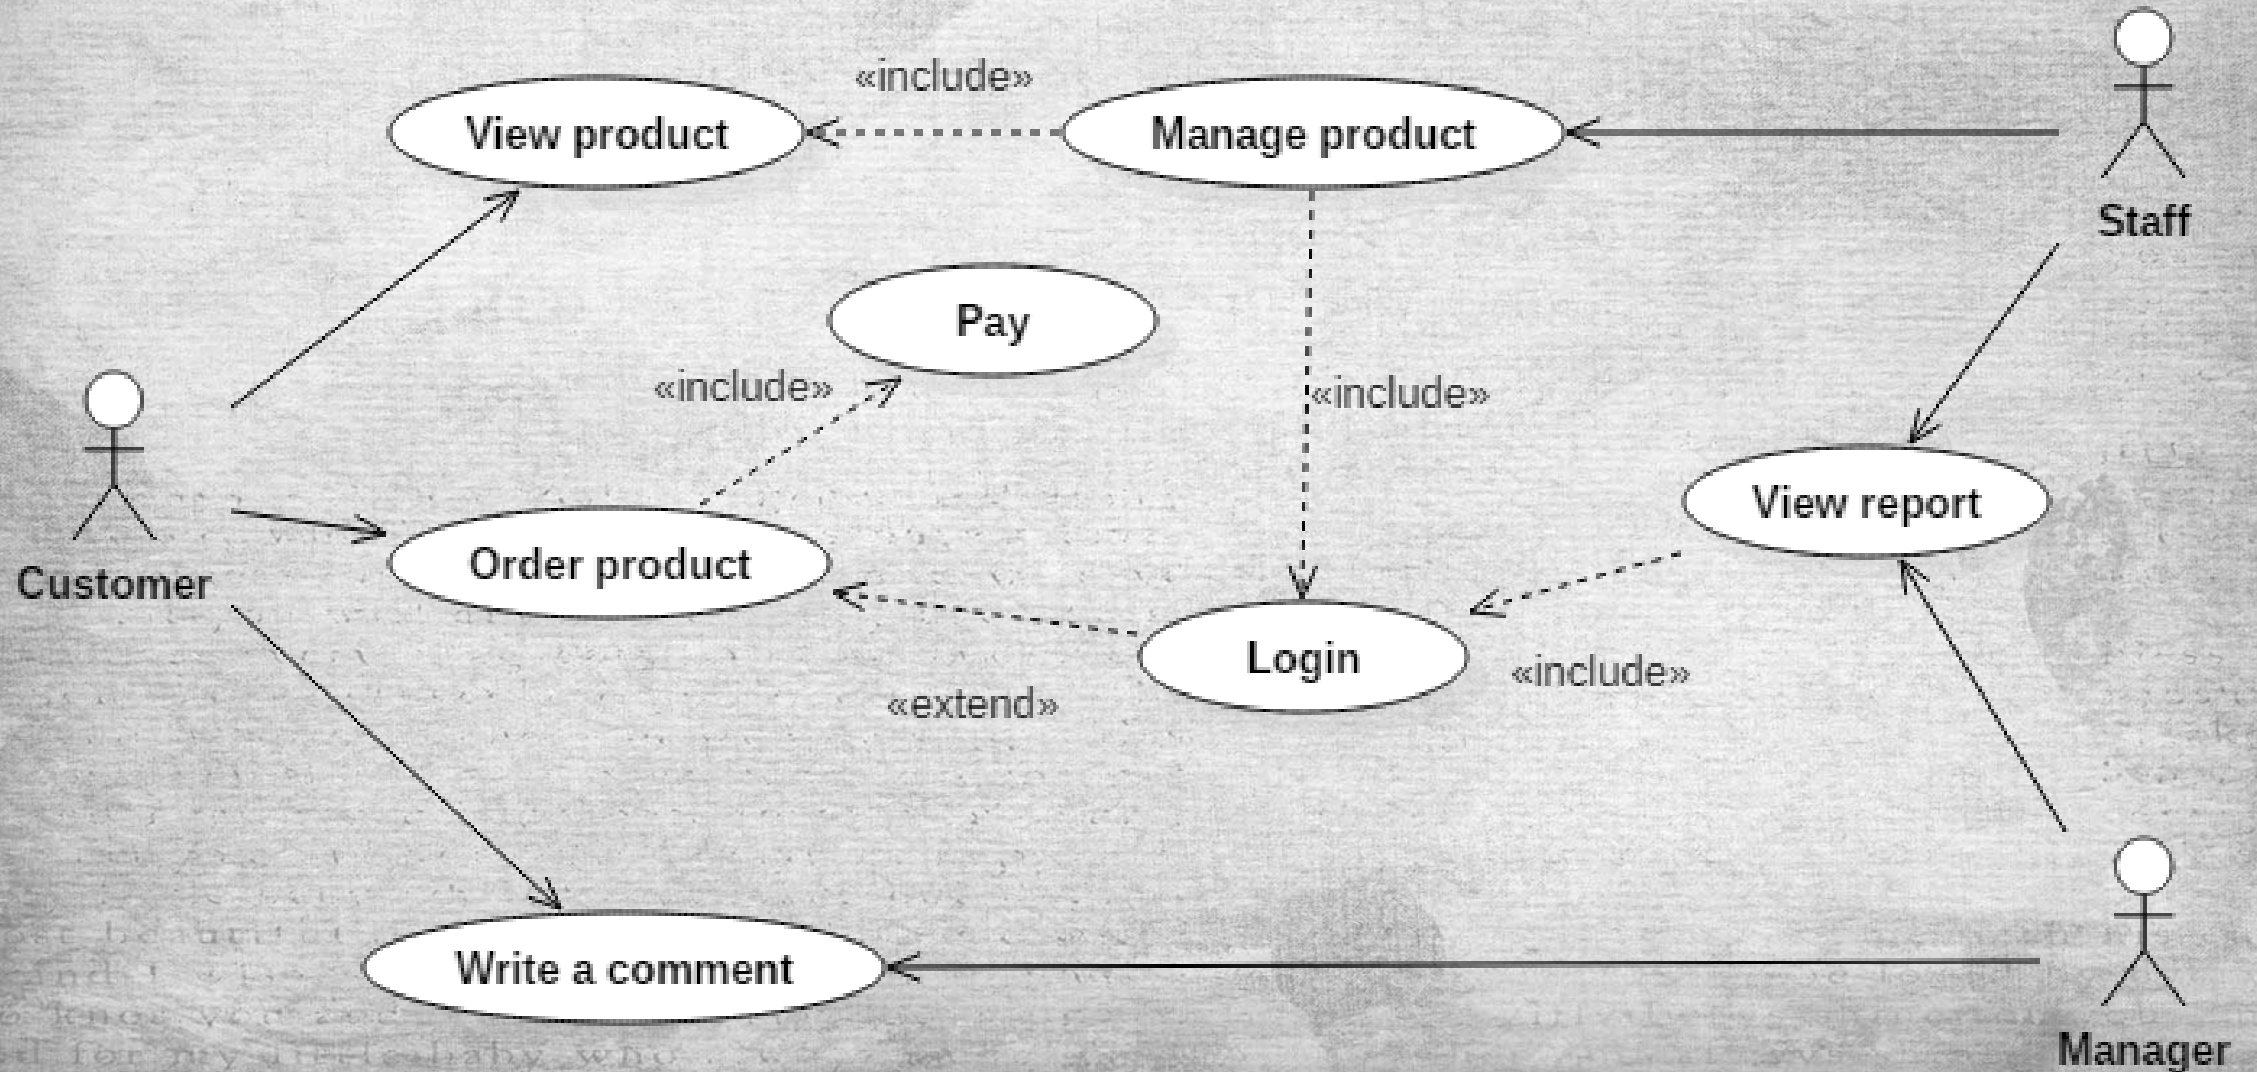 «include»
View product
Manage product
Staff
Pay
«include»
«include»
View report
Order product
Customer
Login
«include»
«extend»
Write a comment
Manager